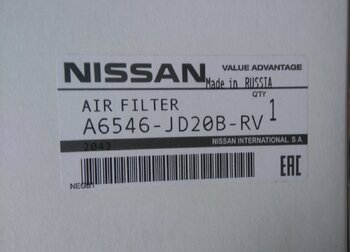 NISSAN VALUE ADVANTAGE
Made in RUSSIA
AIR FILTER QTY
A6546-JD20B-RV 1
2043 NISSAN INTERNATIONAL. S A
EAC